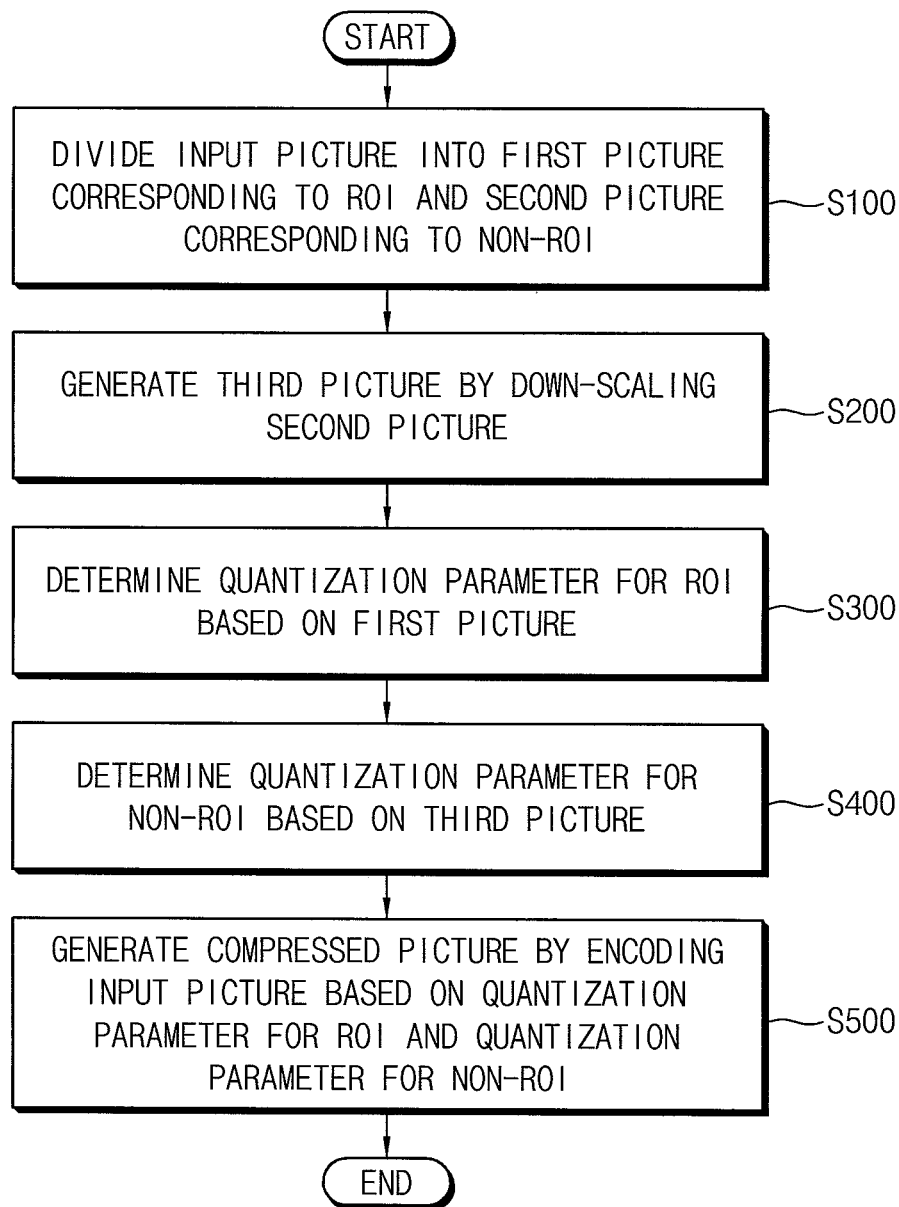 START
DIVIDE INPUT PICTURE INTO FIRST PICTURE
CORRESPONDING TO ROI AND SECOND PICTURE
CORRESPONDING TO NON-ROI
S100
GENERATE THIRD PICTURE BY DOWN-SCALING
SECOND PICTURE
S200
DETERMINE QUANTIZATION PARAMETER FOR ROI
BASED ON FIRST PICTURE
S300
DETERMINE QUANTIZATION PARAMETER FOR
NON-ROI BASED ON THIRD PICTURE
S400
GENERATE COMPRESSED PICTURE BY ENCODING
INPUT PICTURE BASED ON QUANTIZATION
PARAMETER FOR ROI AND QUANTIZATION
PARAMETER FOR NON-ROI
S500
END